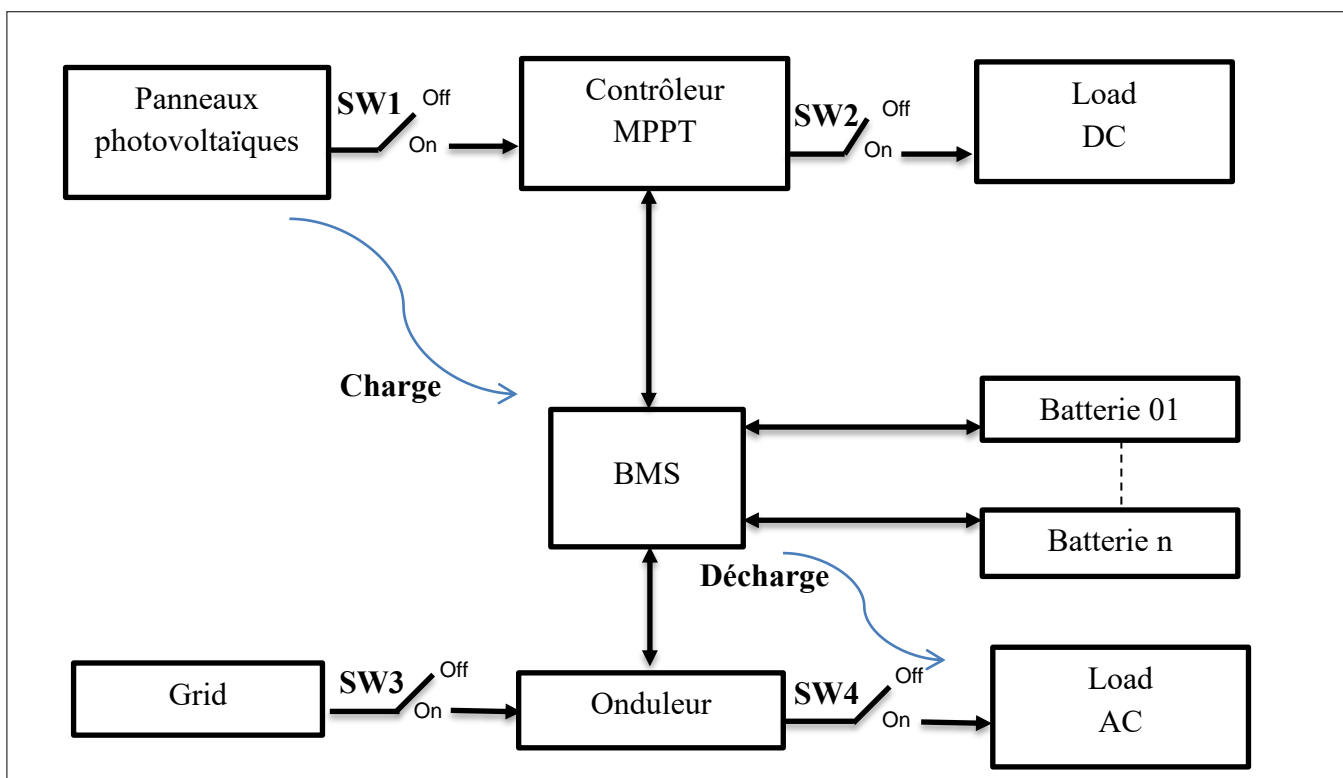 Panneaux
photovoltaïques
SW1
Off
On
Contrôleur
MPPT
SW2
Off
On
Load
DC
Charge
BMS
Batterie 01
Batterie n
Décharge
Grid
SW3
Off
On
Onduleur
SW4
Off
On
Load
AC